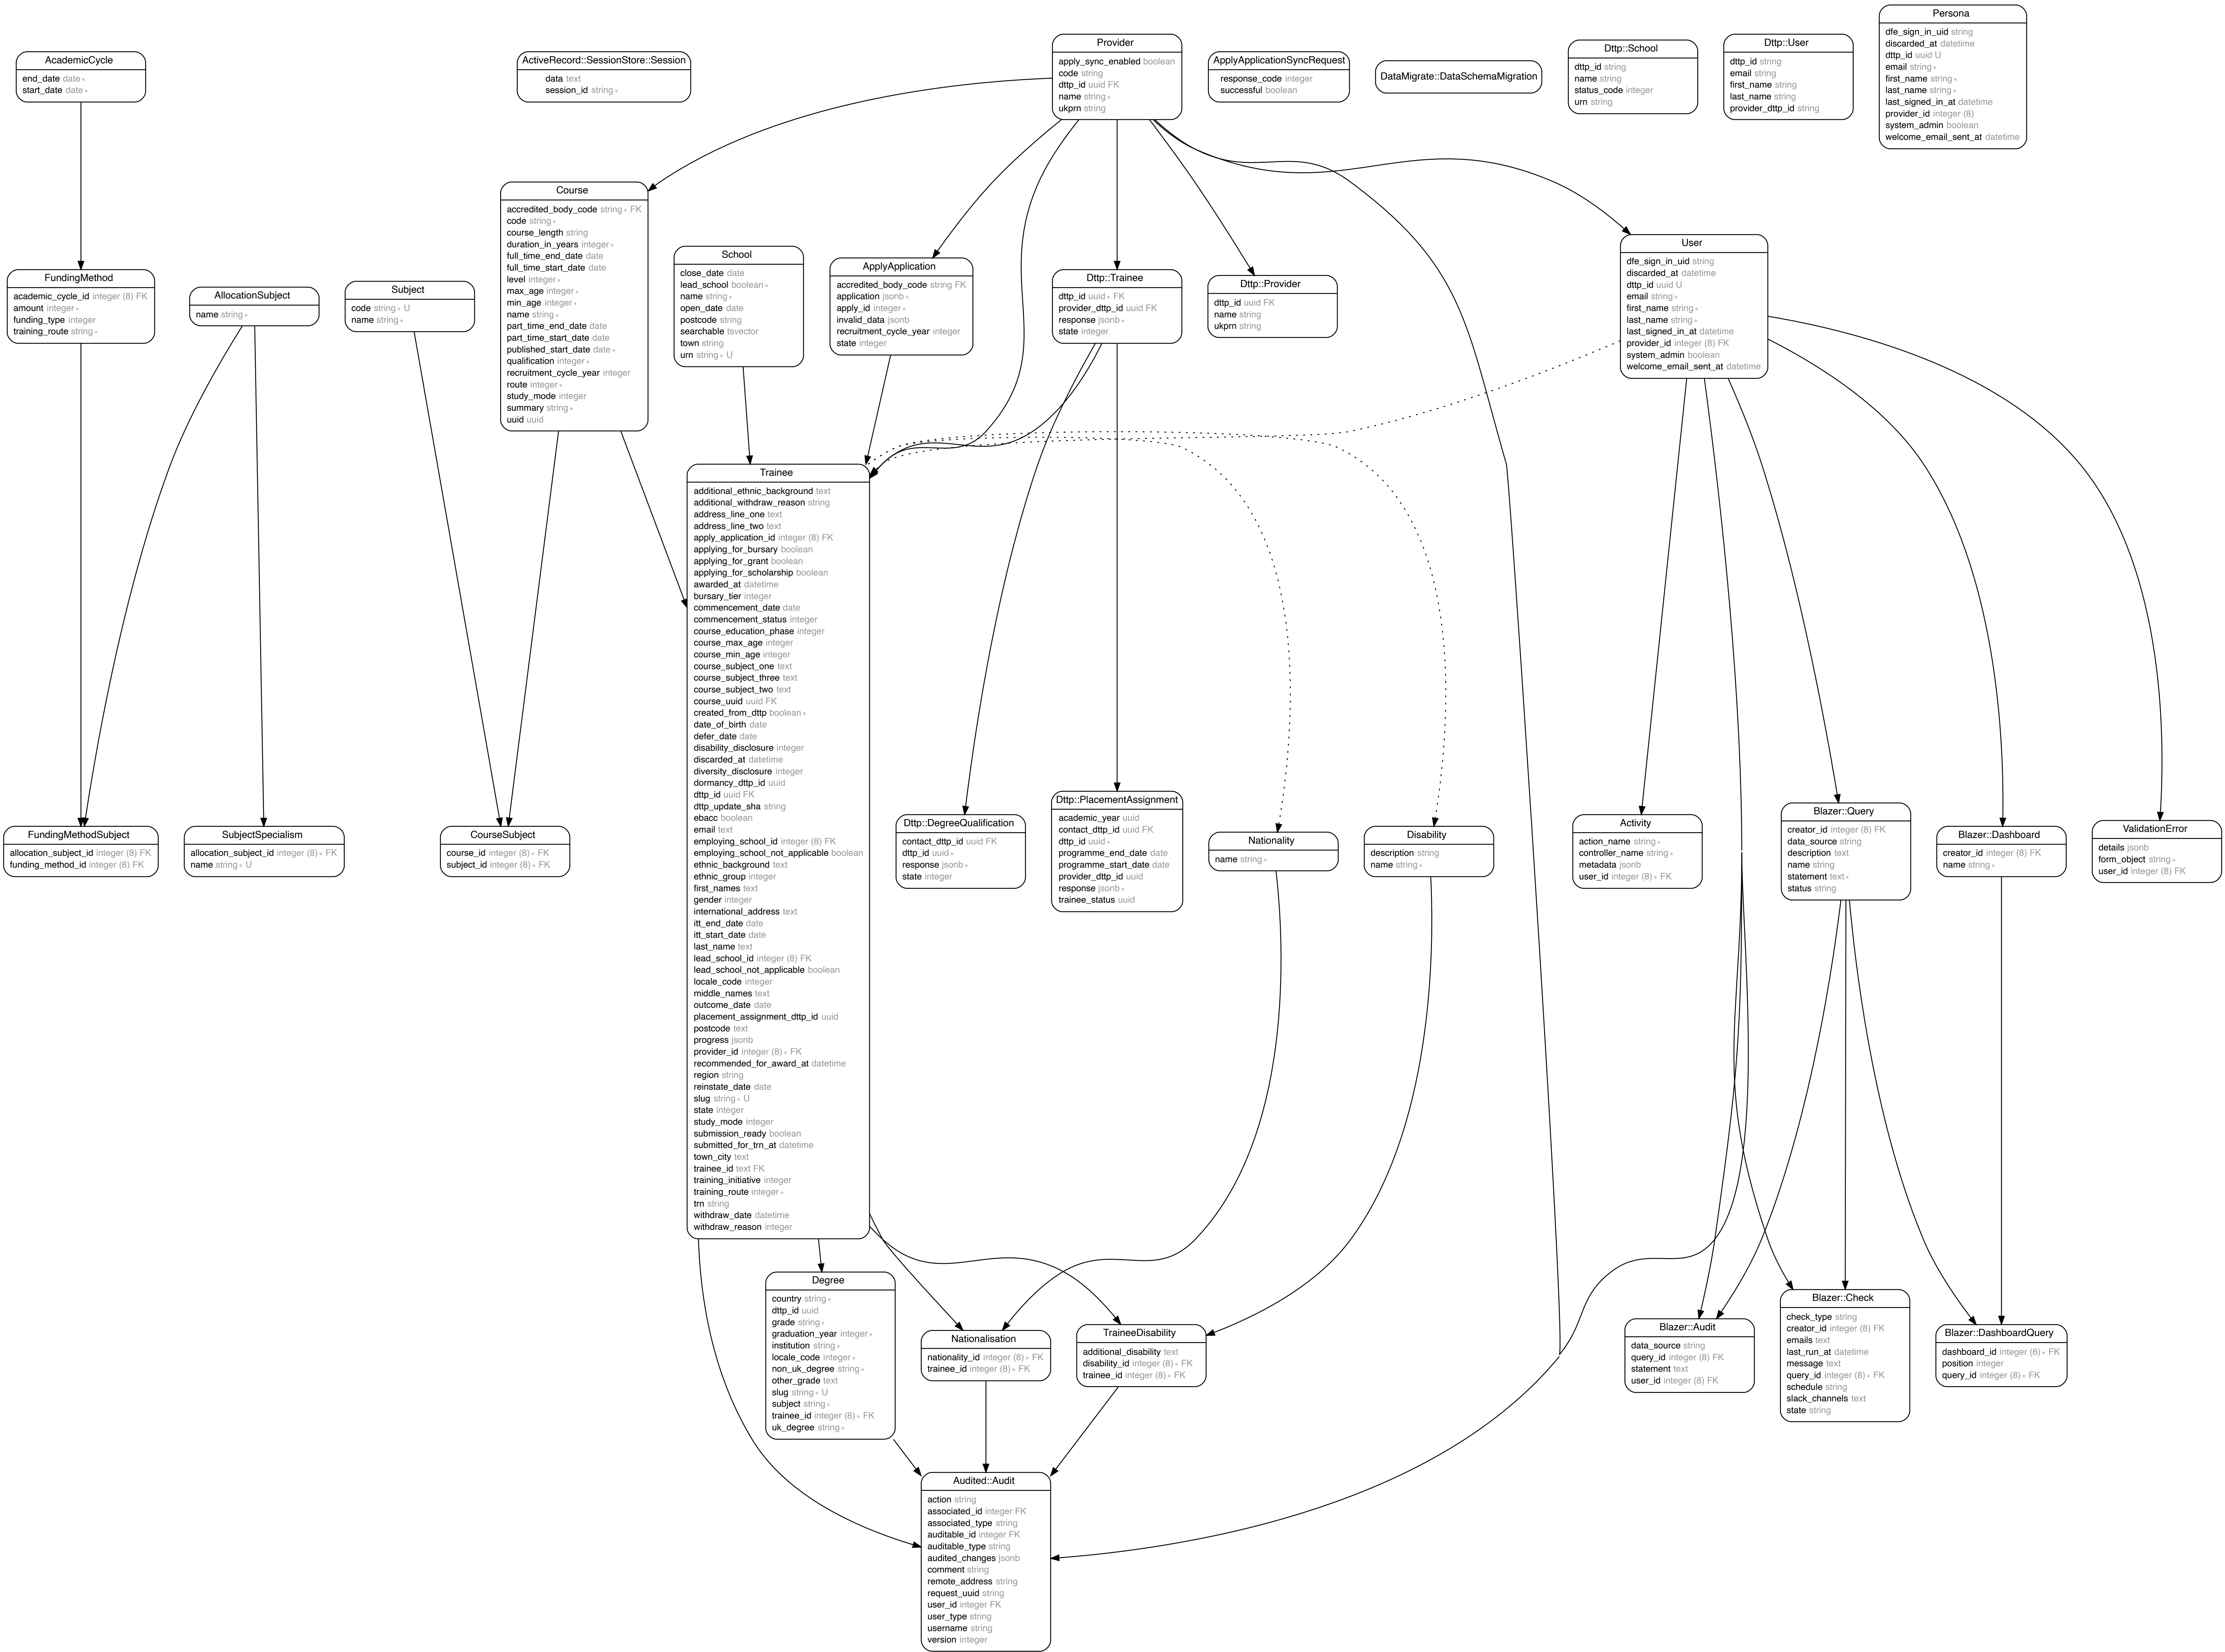 AcademicCycle
end_date date∗
start_date date∗
ActiveRecord::SessionStore::Session
data text
session_id string∗
Provider
apply_sync_enabled boolean
code string
dttp_id uuid FK
name string∗
ukprn string
ApplyApplicationSyncRequest
response_code integer
successful boolean
DataMigrate::DataSchemaMigration
Dttp::School
dttp_id string
name string
status_code integer
urn string
Dttp::User
dttp_id string
email string
first_name string
last_name string
provider_dttp_id string
Persona
dfe_sign_in_uid string
discarded_at datetime
dttp_id uuid U
email string∗
first_name string∗
last_name string∗
last_signed_in_at datetime
provider_id integer (8)
system_admin boolean
welcome_email_sent_at datetime
FundingMethod
academic_cycle_id integer (8) FK
amount integer∗
funding_type integer
training_route string∗
AllocationSubject
name string∗
Subject
code string∗ U
name string∗
Course
accredited_body_code string∗ FK
code string∗
course_length string
duration_in_years integer∗
full_time_end_date date
full_time_start_date date
level integer∗
max_age integer∗
min_age integer∗
name string∗
part_time_end_date date
part_time_start_date date
published_start_date date∗
qualification integer∗
recruitment_cycle_year integer
route integer∗
study_mode integer
summary string∗
uuid uuid
School
close_date date
lead_school boolean∗
name string∗
open_date date
postcode string
searchable tsvector
town string
urn string∗ U
ApplyApplication
accredited_body_code string FK
application jsonb∗
apply_id integer∗
invalid_data jsonb
recruitment_cycle_year integer
state integer
Dttp::Trainee
dttp_id uuid∗ FK
provider_dttp_id uuid FK
response jsonb∗
state integer
Dttp::Provider
dttp_id uuid FK
name string
ukprn string
User
dfe_sign_in_uid string
discarded_at datetime
dttp_id uuid U
email string∗
first_name string∗
last_name string∗
last_signed_in_at datetime
provider_id integer (8) FK
system_admin boolean
welcome_email_sent_at datetime
Trainee
additional_ethnic_background text
additional_withdraw_reason string
address_line_one text
address_line_two text
apply_application_id integer (8) FK
applying_for_bursary boolean
applying_for_grant boolean
applying_for_scholarship boolean
awarded_at datetime
bursary_tier integer
commencement_date date
commencement_status integer
course_education_phase integer
course_max_age integer
course_min_age integer
course_subject_one text
course_subject_three text
course_subject_two text
course_uuid uuid FK
created_from_dttp boolean∗
date_of_birth date
defer_date date
disability_disclosure integer
discarded_at datetime
diversity_disclosure integer
dormancy_dttp_id uuid
dttp_id uuid FK
dttp_update_sha string
ebacc boolean
email text
employing_school_id integer (8) FK
employing_school_not_applicable boolean
ethnic_background text
ethnic_group integer
first_names text
gender integer
international_address text
itt_end_date date
itt_start_date date
last_name text
lead_school_id integer (8) FK
lead_school_not_applicable boolean
locale_code integer
middle_names text
outcome_date date
placement_assignment_dttp_id uuid
postcode text
progress jsonb
provider_id integer (8)∗ FK
recommended_for_award_at datetime
region string
reinstate_date date
slug string∗ U
state integer
study_mode integer
submission_ready boolean
submitted_for_trn_at datetime
town_city text
trainee_id text FK
training_initiative integer
training_route integer∗
trn string
withdraw_date datetime
withdraw_reason integer
FundingMethodSubject
allocation_subject_id integer (8) FK
funding_method_id integer (8) FK
SubjectSpecialism
allocation_subject_id integer (8)∗ FK
name string∗ U
CourseSubject
course_id integer (8)∗ FK
subject_id integer (8)∗ FK
Dttp::DegreeQualification
contact_dttp_id uuid FK
dttp_id uuid∗
response jsonb∗
state integer
Dttp::PlacementAssignment
academic_year uuid
contact_dttp_id uuid FK
dttp_id uuid∗
programme_end_date date
programme_start_date date
provider_dttp_id uuid
response jsonb∗
trainee_status uuid
Nationality
name string∗
Disability
description string
name string∗
Activity
action_name string∗
controller_name string∗
metadata jsonb
user_id integer (8)∗ FK
Blazer::Query
creator_id integer (8) FK
data_source string
description text
name string
statement text∗
status string
Blazer::Dashboard
creator_id integer (8) FK
name string∗
ValidationError
details jsonb
form_object string∗
user_id integer (8) FK
Degree
country string∗
dttp_id uuid
grade string∗
graduation_year integer∗
institution string∗
locale_code integer∗
non_uk_degree string∗
other_grade text
slug string∗ U
subject string∗
trainee_id integer (8)∗ FK
uk_degree string∗
Nationalisation
nationality_id integer (8)∗ FK
trainee_id integer (8)∗ FK
TraineeDisability
additional_disability text
disability_id integer (8)∗ FK
trainee_id integer (8)∗ FK
Blazer::Audit
data_source string
query_id integer (8) FK
statement text
user_id integer (8) FK
Blazer::Check
check_type string
creator_id integer (8) FK
emails text
last_run_at datetime
message text
query_id integer (8)∗ FK
schedule string
slack_channels text
state string
Blazer::DashboardQuery
dashboard_id integer (8)∗ FK
position integer
query_id integer (8)∗ FK
Audited::Audit
action string
associated_id integer FK
associated_type string
auditable_id integer FK
auditable_type string
audited_changes jsonb
comment string
remote_address string
request_uuid string
user_id integer FK
user_type string
username string
version integer